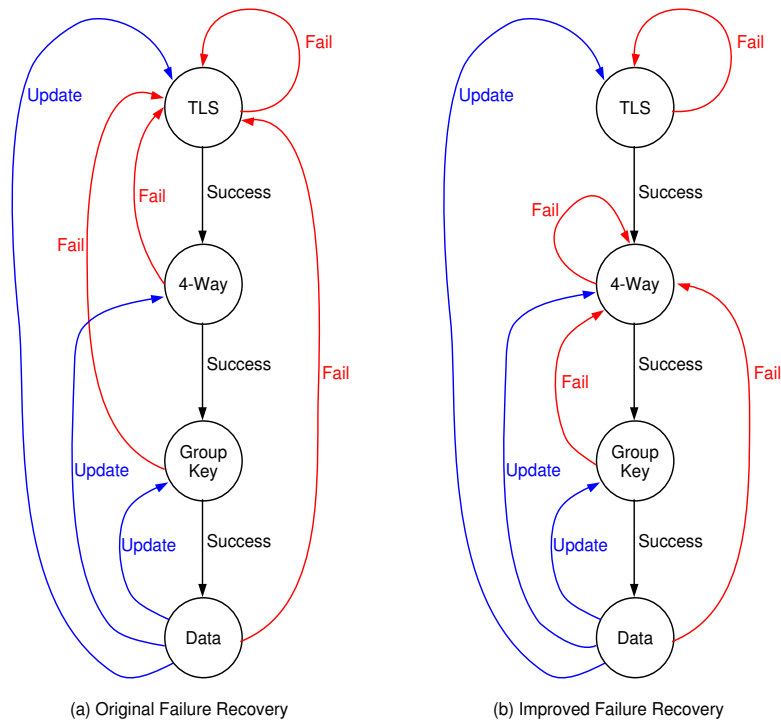 Fail
Update
TLS
Fail
Success
Fail
4-Way
Success
Fail
Group
Key
Update
Update
Success
Data
(a) Original Failure Recovery
Fail
Update
TLS
Success
Fail
4-Way
Success
Fail
Fail
Group
Key
Update
Update
Success
Data
(b) Improved Failure Recovery